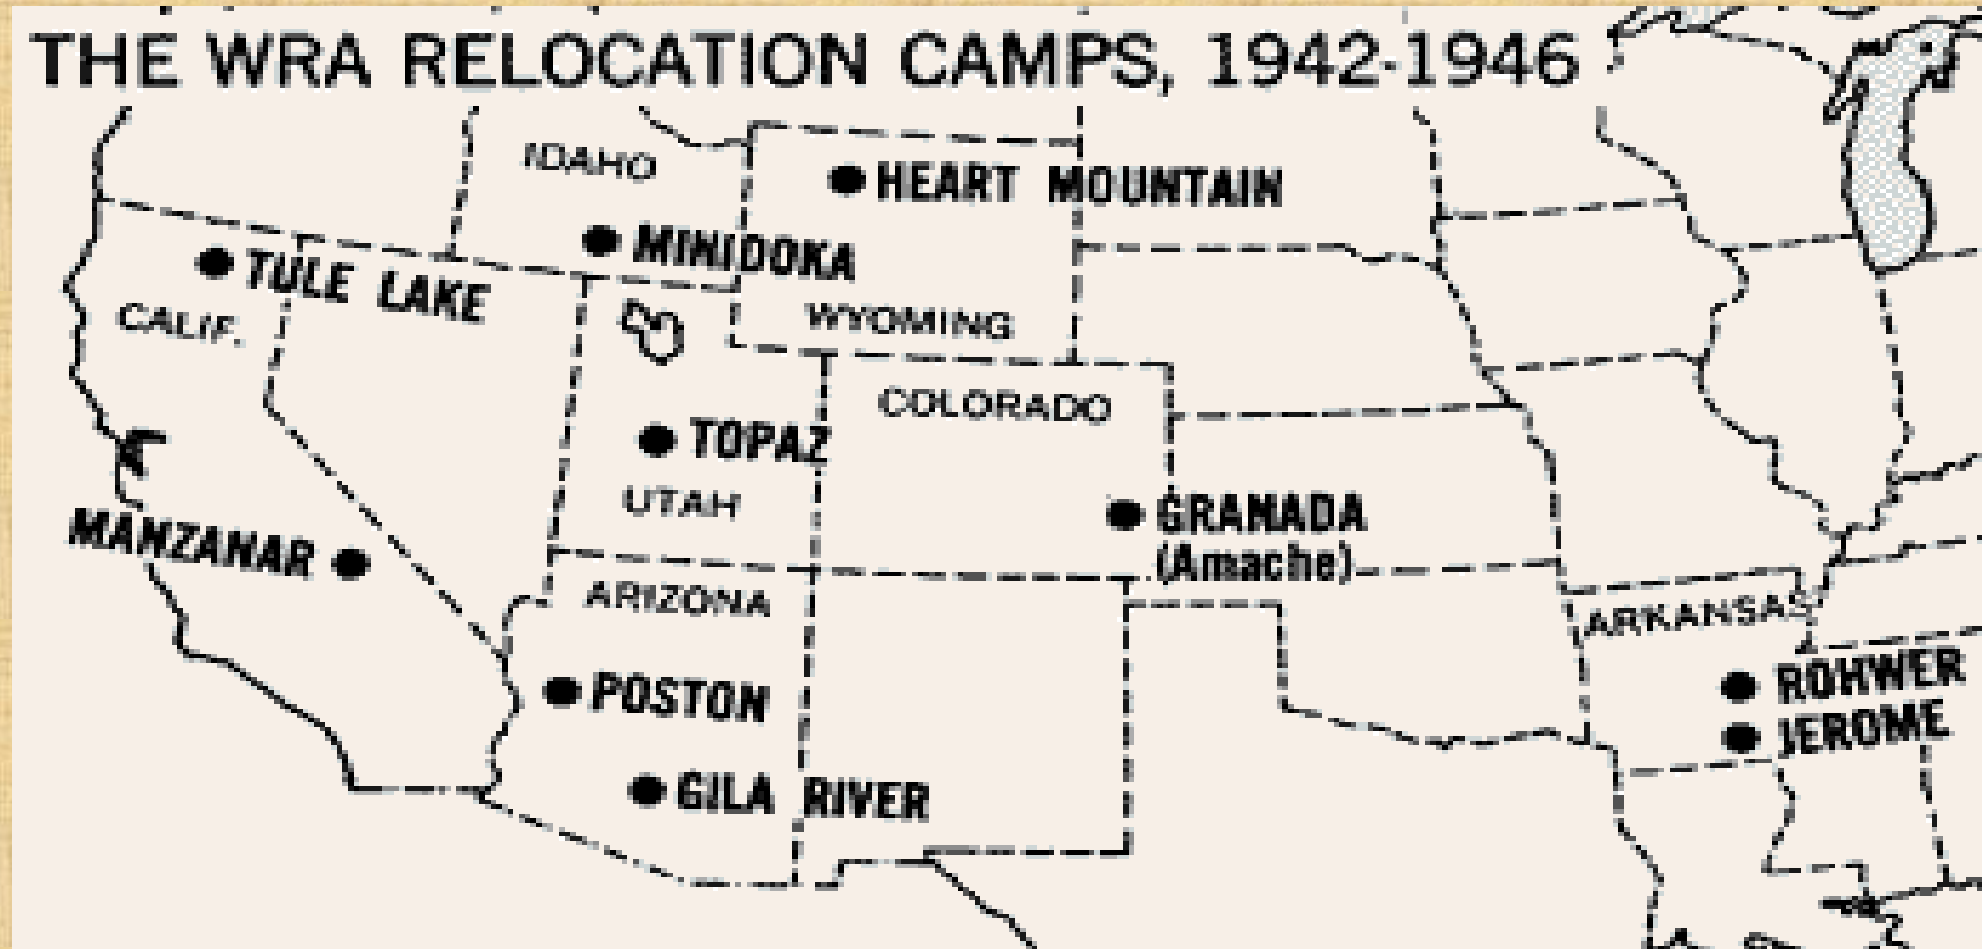 THE WRA RELOCATION CAMPS, 1942-1946
IDAHO
HEART MOUNTAIN
MINIDOKA
TULE LAKE
CALIF.
WYOMING
COLORADO
TOPAZ
UTAH
GRANADA
(Amache)
MANZANAR
ARIZONA
ARKANSAS
POSTON
ROHWER
JEROME
GILA RIVER